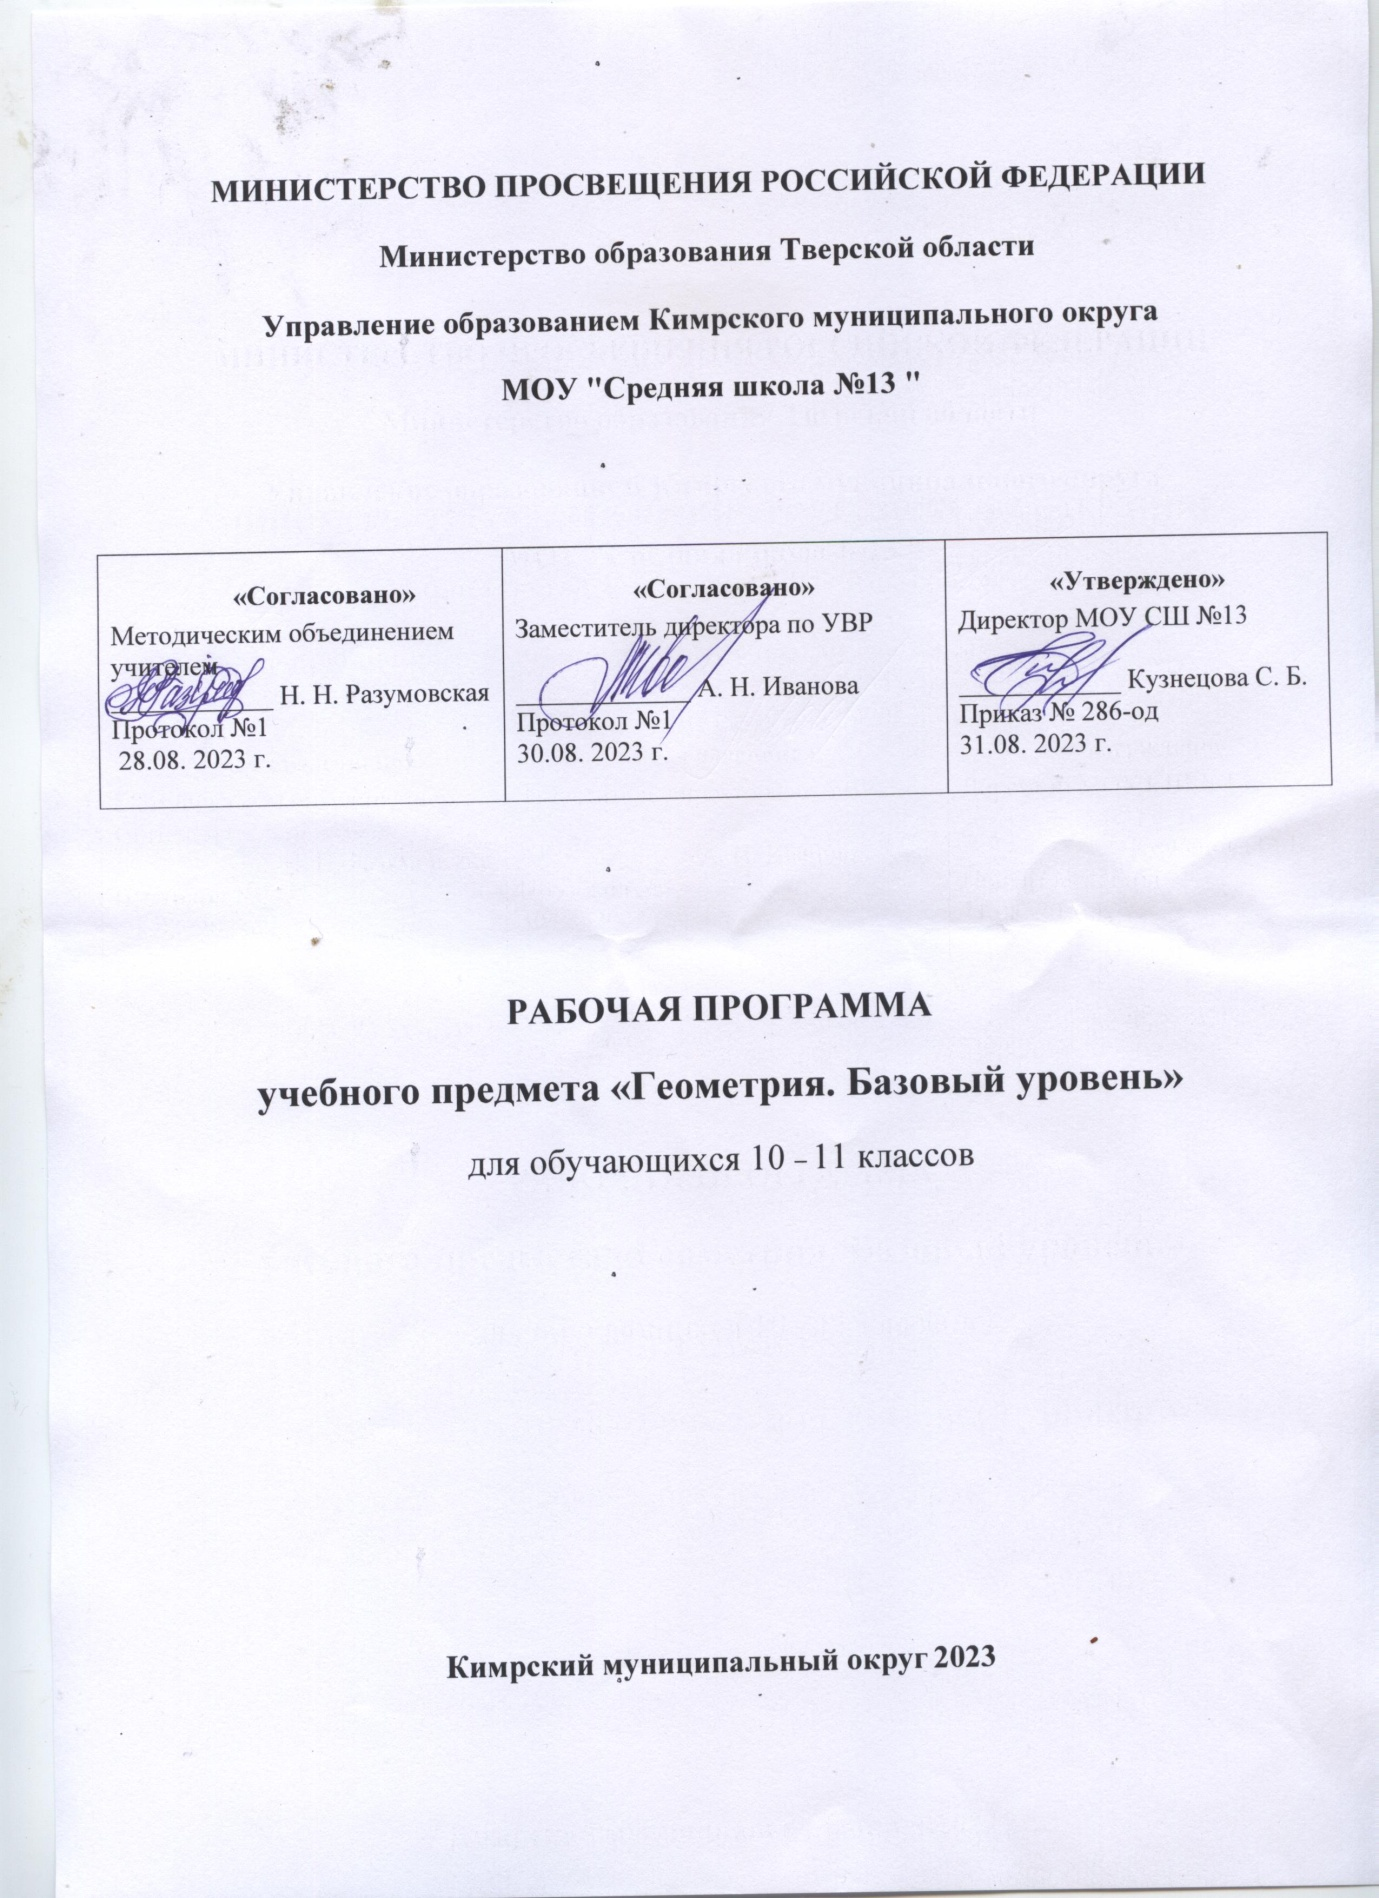 МИНИСТЕРСТВО ПРОСВЕЩЕНИЯ РОССИЙСКОЙ ФЕДЕРАЦИИ
Министерство образования Тверской области
Управление образованием Кимрского муниципального округа
МОУ "Средняя школа №13 "
«Согласовано»
Методическим объединением
учителем
Н. Н. Разумовская
Протокол №1
28.08. 2023 г.
«Согласовано»
Заместитель директора по УВР
А. Н. Иванова
Протокол №1
30.08. 2023 г.
«Утверждено»
Директор МОУ СШ №13
Кузнецова С. Б.
Приказ № 286-од
31.08. 2023 г.
РАБОЧАЯ ПРОГРАММА
учебного предмета «Геометрия. Базовый уровень»
для обучающихся 10 – 11 классов
Кимрский муниципальный округ 2023